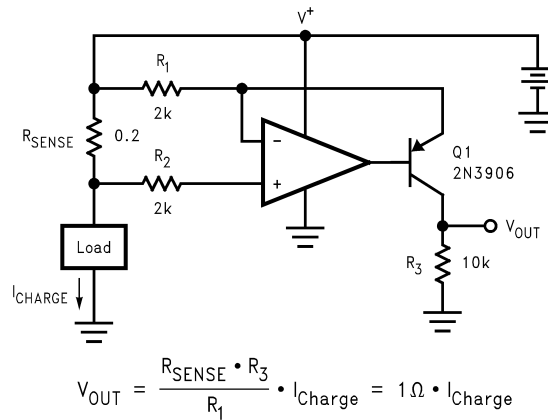 V+
R1
2k
RSENSE
0.2
R2
2k
−
+
Q1
2N3906
VOUT
R3
10k
Load
ICHARGE
VOUT = RSENSE • R3 / R1 • ICharge = 1Ω • ICharge